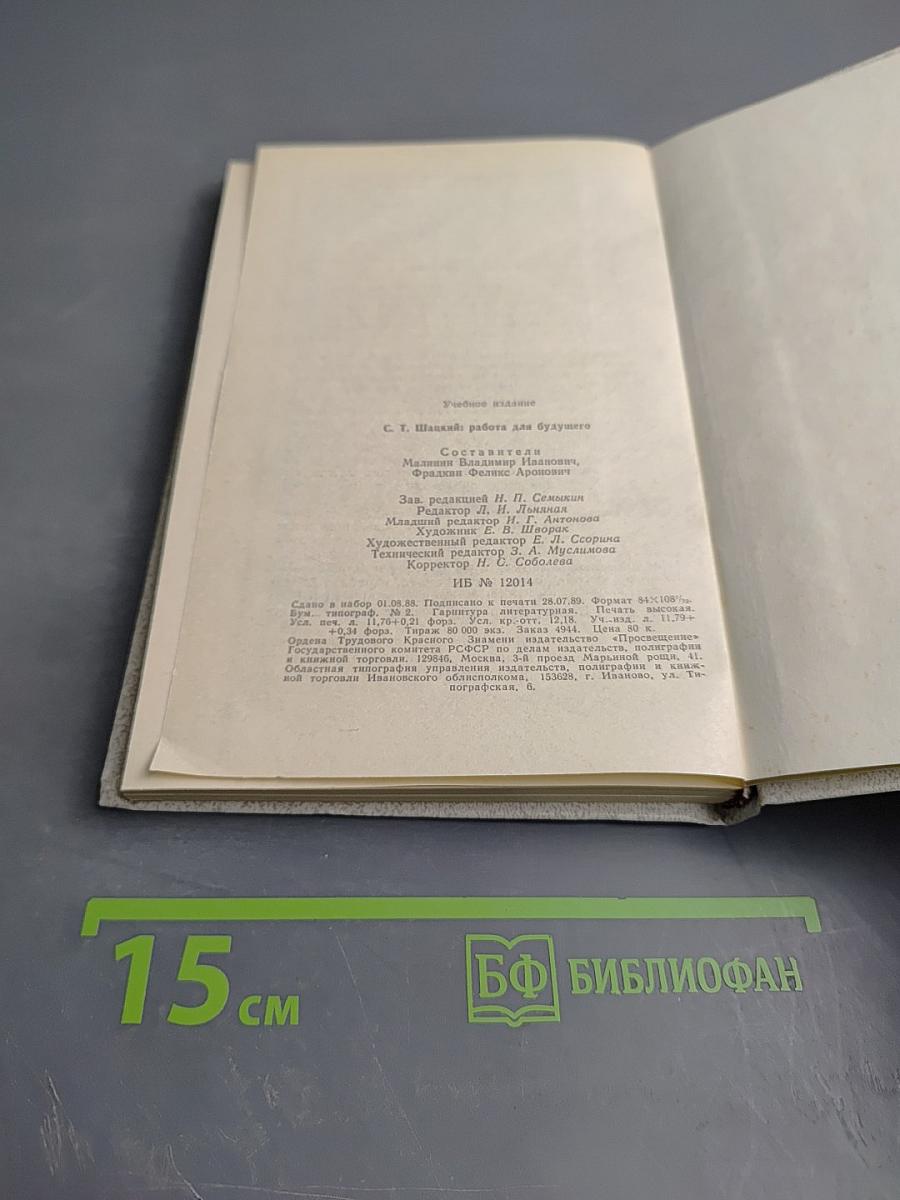 Учебное издание
С. Т. Шацкий: работа для будущего
Составители
Малинин Владимир Иванович,
Фрадкин Феликс Аронович
Зав. редакцией Н. П. Семыкин
Редактор Л. И. Льняная
Младший редактор И. Г. Антонова
Художник Е. В. Шворак
Художественный редактор Е. Л. Ссорина
Технический редактор З. А. Муслимова
Корректор Н. С. Соболева
ИБ № 12014
Сдано в набор 01.08.88. Подписано к печати 28.07.89. Формат 84×108¹/₃₂.
Бум. типограф. № 2. Гарнитура литературная. Печать высокая.
Усл. печ. л. 11,76+0,21 форз. Усл. кр.-отт. 12,18. Уч.-изд. л. 11,79+
+0,34 форз. Тираж 80 000 экз. Заказ 4944. Цена 80 к.
Ордена Трудового Красного Знамени издательство «Просвещение»
Государственного комитета РСФСР по делам издательств, полиграфии
и книжной торговли. 129846, Москва, 3-й проезд Марьиной рощи, 41.
Областная типография управления издательств, полиграфии и книж-
ной торговли Ивановского облисполкома, 153628, г. Иваново, ул. Ти-
пографская, 6.
15 см
БФ БИБЛИОФАН